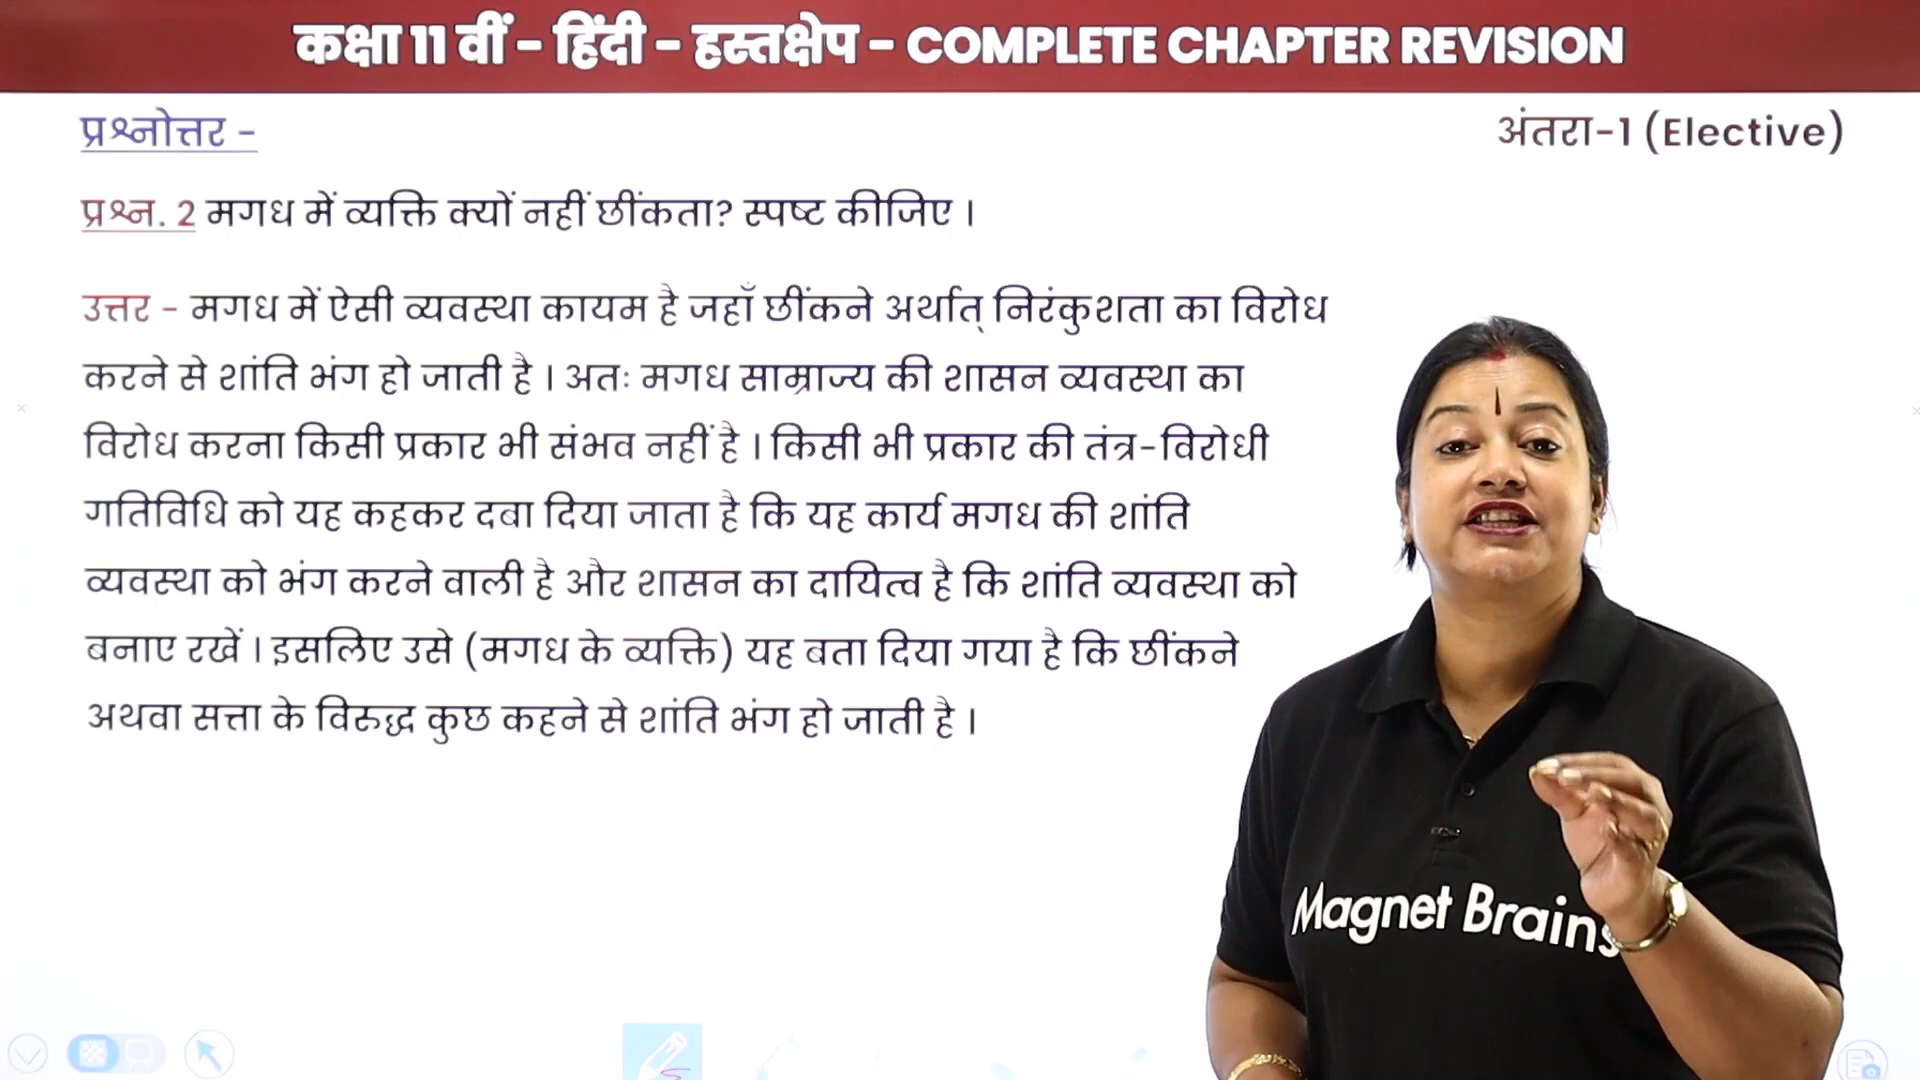 कक्षा 11 वीं - हिंदी - हस्तक्षेप - COMPLETE CHAPTER REVISION
प्रश्नोत्तर -
अंतरा-1 (Elective)
प्रश्न. 2 मगध में व्यक्ति क्यों नहीं छींकता? स्पष्ट कीजिए ।
उत्तर - मगध में ऐसी व्यवस्था कायम है जहाँ छींकने अर्थात् निरंकुशता का विरोध
करने से शांति भंग हो जाती है । अतः मगध साम्राज्य की शासन व्यवस्था का
विरोध करना किसी प्रकार भी संभव नहीं है । किसी भी प्रकार की तंत्र-विरोधी
गतिविधि को यह कहकर दबा दिया जाता है कि यह कार्य मगध की शांति
व्यवस्था को भंग करने वाली है और शासन का दायित्व है कि शांति व्यवस्था को
बनाए रखें । इसलिए उसे (मगध के व्यक्ति) यह बता दिया गया है कि छींकने
अथवा सत्ता के विरुद्ध कुछ कहने से शांति भंग हो जाती है ।
Magnet Brains